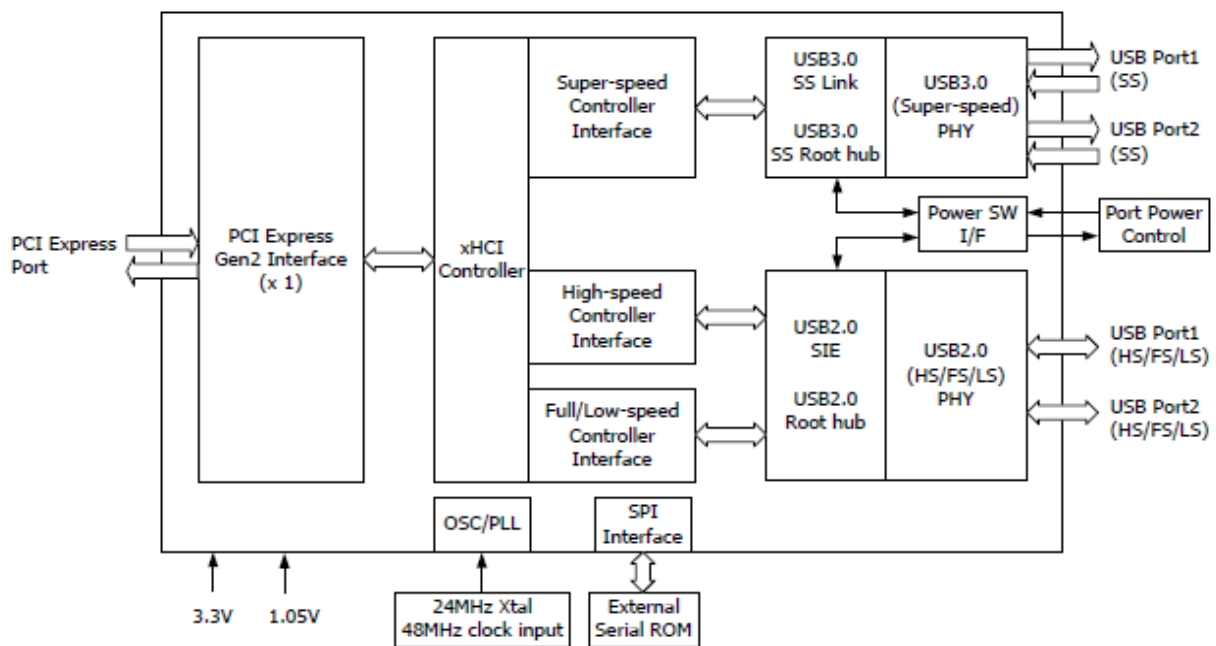 PCI Express
Port
PCI Express
Gen2 Interface
(x 1)
xHCI
Controller
Super-speed
Controller
Interface
High-speed
Controller
Interface
Full/Low-speed
Controller
Interface
USB3.0
SS Link
USB3.0
SS Root hub
USB3.0
(Super-speed)
PHY
USB Port1
(SS)
USB Port2
(SS)
Power SW
I/F
Port Power
Control
USB2.0
SIE
USB2.0
Root hub
USB2.0
(HS/FS/LS)
PHY
USB Port1
(HS/FS/LS)
USB Port2
(HS/FS/LS)
OSC/PLL
SPI
Interface
3.3V
1.05V
24MHz Xtal
48MHz clock input
External
Serial ROM